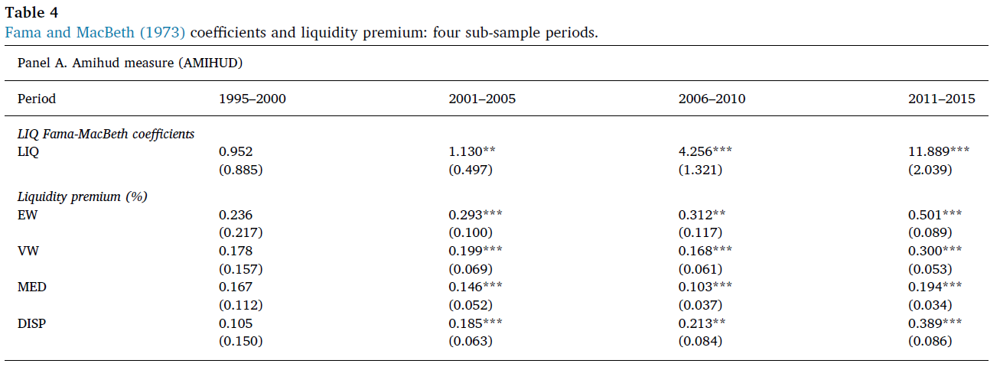 Table 4
Fama and MacBeth (1973) coefficients and liquidity premium: four sub-sample periods.
Panel A. Amihud measure (AMIHUD)
Period 1995–2000 2001–2005 2006–2010 2011–2015
LIQ Fama-MacBeth coefficients
LIQ 0.952 1.130** 4.256*** 11.889***
(0.885) (0.497) (1.321) (2.039)
Liquidity premium (%)
EW 0.236 0.293*** 0.312** 0.501***
(0.217) (0.100) (0.117) (0.089)
VW 0.178 0.199*** 0.168*** 0.300***
(0.157) (0.069) (0.061) (0.053)
MED 0.167 0.146*** 0.103*** 0.194***
(0.112) (0.052) (0.037) (0.034)
DISP 0.105 0.185*** 0.213** 0.389***
(0.150) (0.063) (0.084) (0.086)